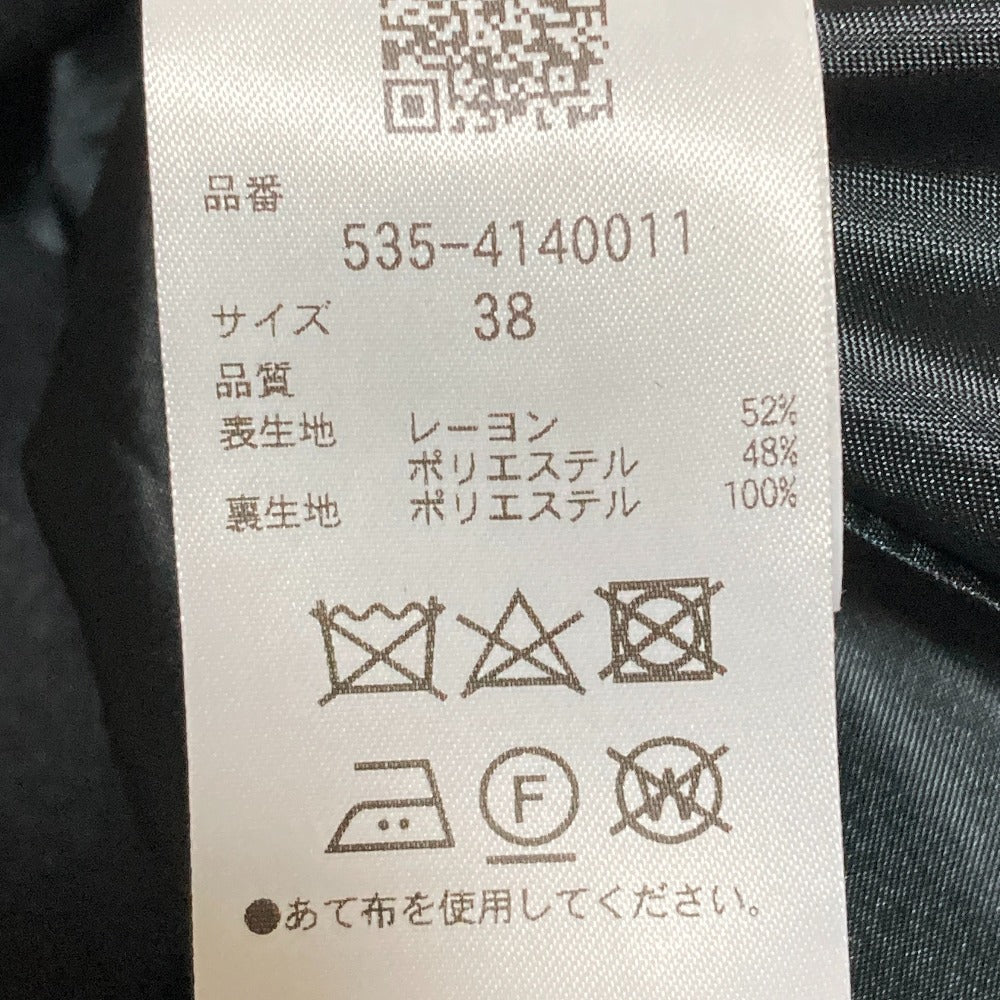 品番
535-4140011
サイズ 38
品質
表生地 レーヨン 52%
ポリエステル 48%
裏生地 ポリエステル 100%
F
W
●あて布を使用してください。